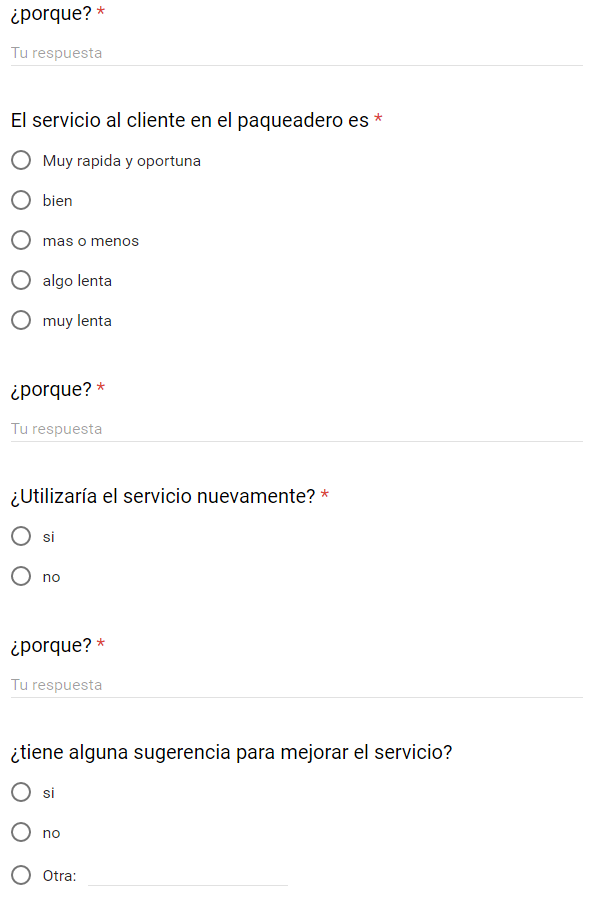 ¿porque? *
Tu respuesta
El servicio al cliente en el paqueadero es *
Muy rapida y oportuna
bien
mas o menos
algo lenta
muy lenta
¿porque? *
Tu respuesta
¿Utilizaría el servicio nuevamente? *
si
no
¿porque? *
Tu respuesta
¿tiene alguna sugerencia para mejorar el servicio?
si
no
Otra: